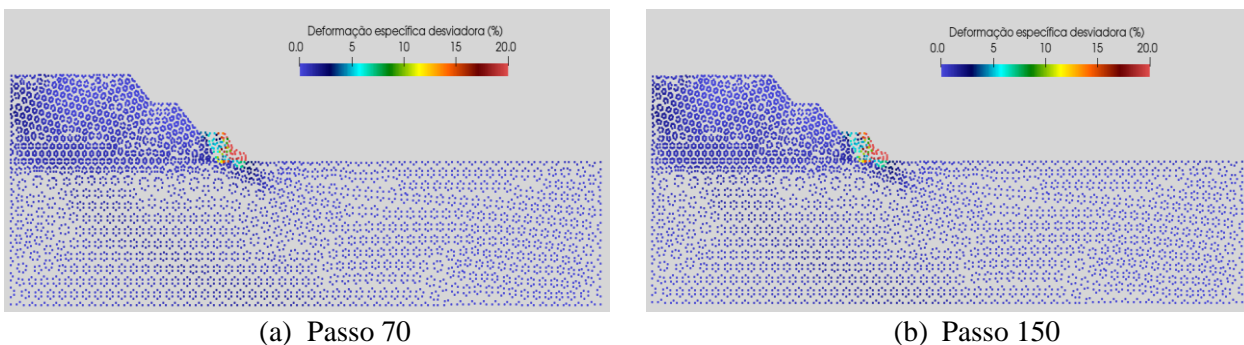 Deformação específica desviadora (%)
0.0 5 10 15 20.0
Deformação específica desviadora (%)
0.0 5 10 15 20.0
(a) Passo 70
(b) Passo 150